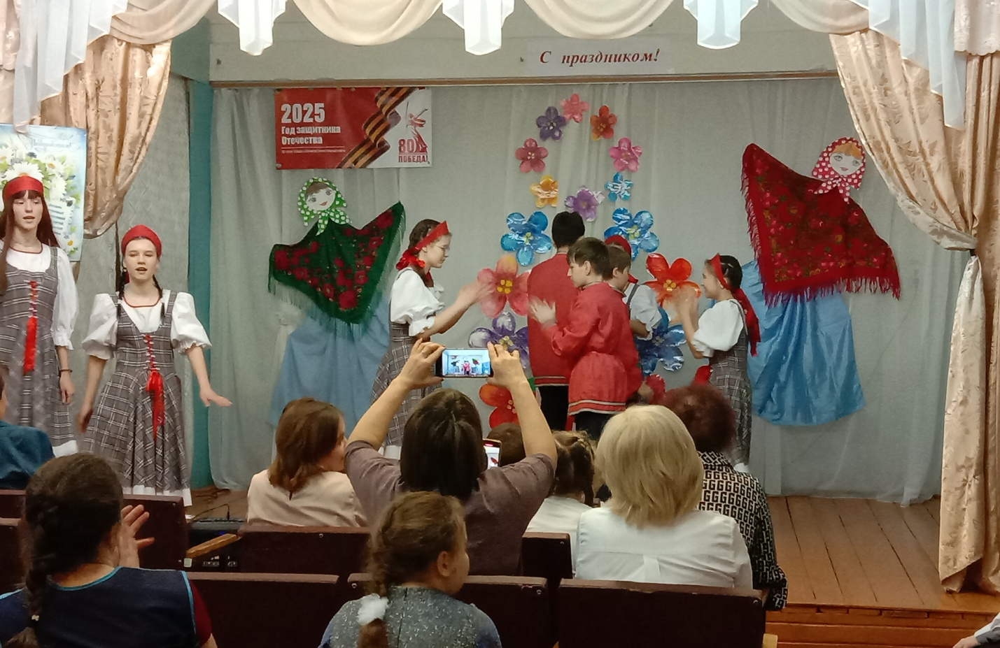 С праздником!
2025
Год защитника
Отечества
80
ПОБЕДА!